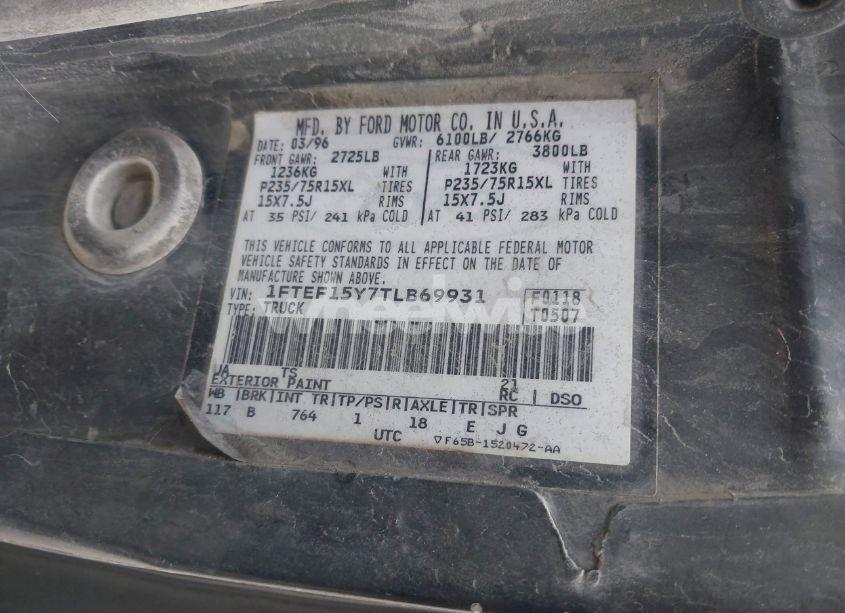 MFD. BY FORD MOTOR CO. IN U.S.A.
DATE: 03/96 GVWR: 6100LB/ 2766KG
FRONT GAWR: 2725LB REAR GAWR: 3800LB
1236KG WITH 1723KG WITH
P235/75R15XL TIRES P235/75R15XL TIRES
15X7.5J RIMS 15X7.5J RIMS
AT 35 PSI/ 241 kPa COLD AT 41 PSI/ 283 kPa COLD
THIS VEHICLE CONFORMS TO ALL APPLICABLE FEDERAL MOTOR
VEHICLE SAFETY STANDARDS IN EFFECT ON THE DATE OF
MANUFACTURE SHOWN ABOVE.
VIN: 1FTEF15Y7TLB69931 F0118
TYPE: TRUCK T0507
wheelwise
JA TS 21
EXTERIOR PAINT RC DSO
WB BRK INT TR TP/PS R AXLE TR SPR
117 B 764 1 18 E J G
UTC ▽F65B-1520472-AA